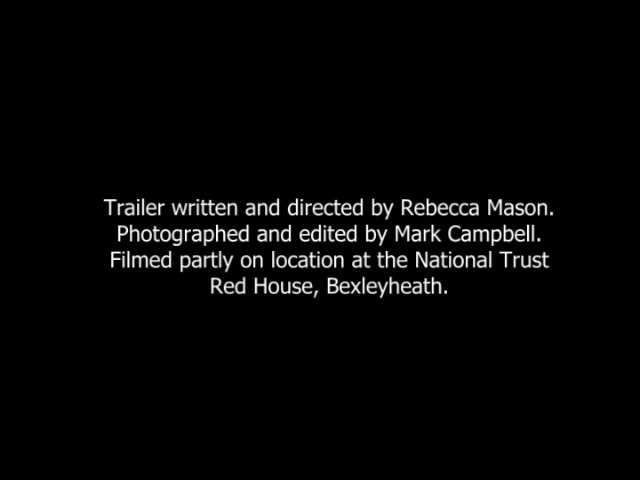 Trailer written and directed by Rebecca Mason.
Photographed and edited by Mark Campbell.
Filmed partly on location at the National Trust
Red House, Bexleyheath.